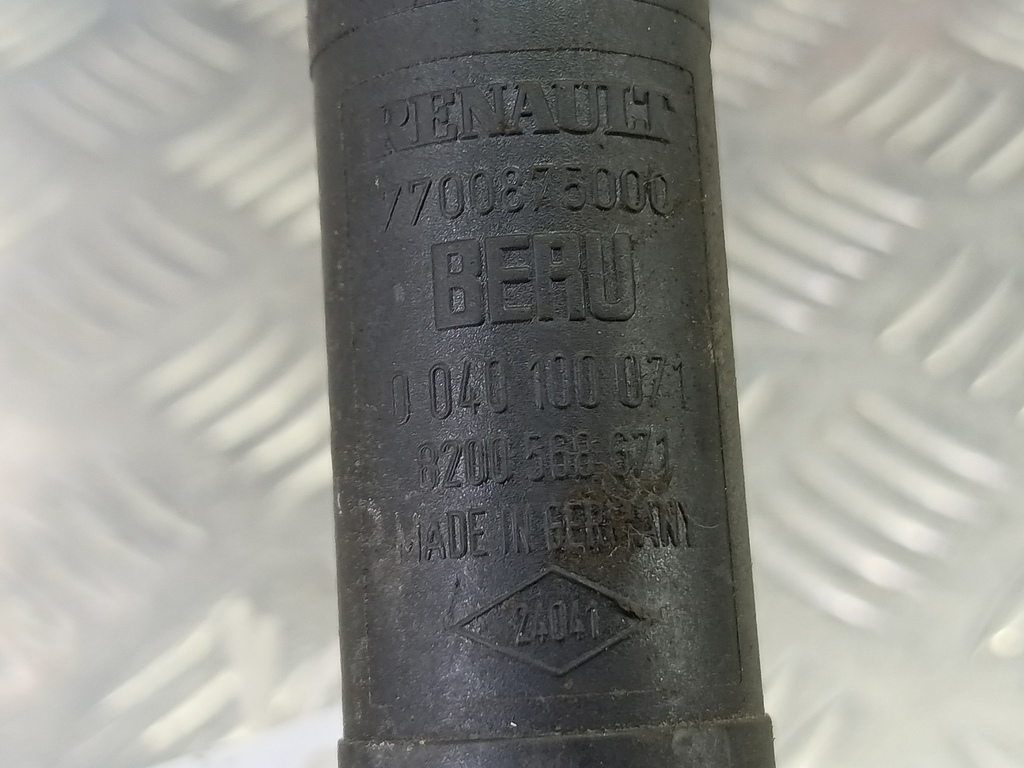 RENAULT
7700875000
BERU
0 040 100 071
8200 568 671
MADE IN GERMANY
24041